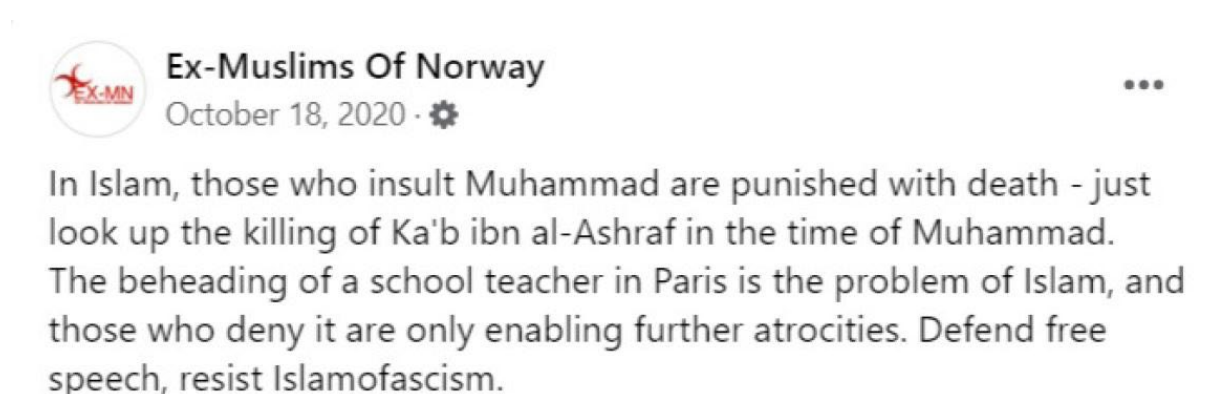 EX-MN
Ex-Muslims Of Norway
October 18, 2020 ·
In Islam, those who insult Muhammad are punished with death - just
look up the killing of Ka'b ibn al-Ashraf in the time of Muhammad.
The beheading of a school teacher in Paris is the problem of Islam, and
those who deny it are only enabling further atrocities. Defend free
speech, resist Islamofascism.